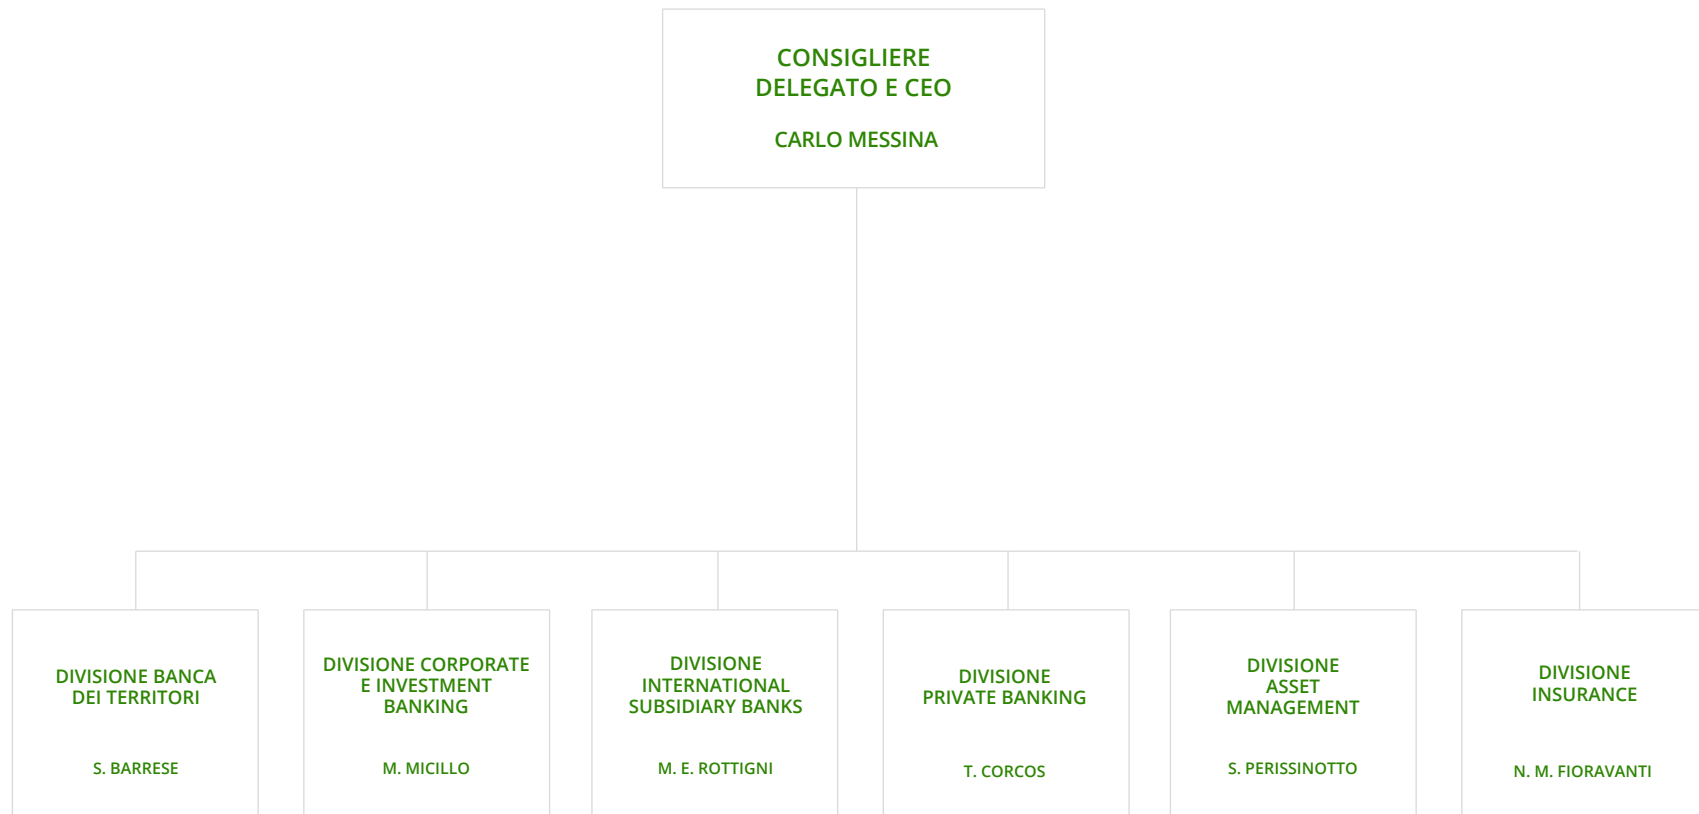 CONSIGLIERE
DELEGATO E CEO
CARLO MESSINA
DIVISIONE BANCA
DEI TERRITORI
S. BARRESE
DIVISIONE CORPORATE
E INVESTMENT
BANKING
M. MICILLO
DIVISIONE
INTERNATIONAL
SUBSIDIARY BANKS
M. E. ROTTIGNI
DIVISIONE
PRIVATE BANKING
T. CORCOS
DIVISIONE
ASSET
MANAGEMENT
S. PERISSINOTTO
DIVISIONE
INSURANCE
N. M. FIORAVANTI